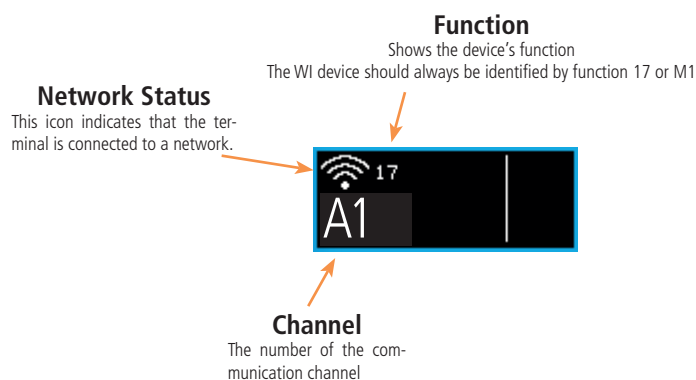 Function
Shows the device's function
The WI device should always be identified by function 17 or M1
Network Status
This icon indicates that the ter-
minal is connected to a network.
17
A1
Channel
The number of the com-
munication channel